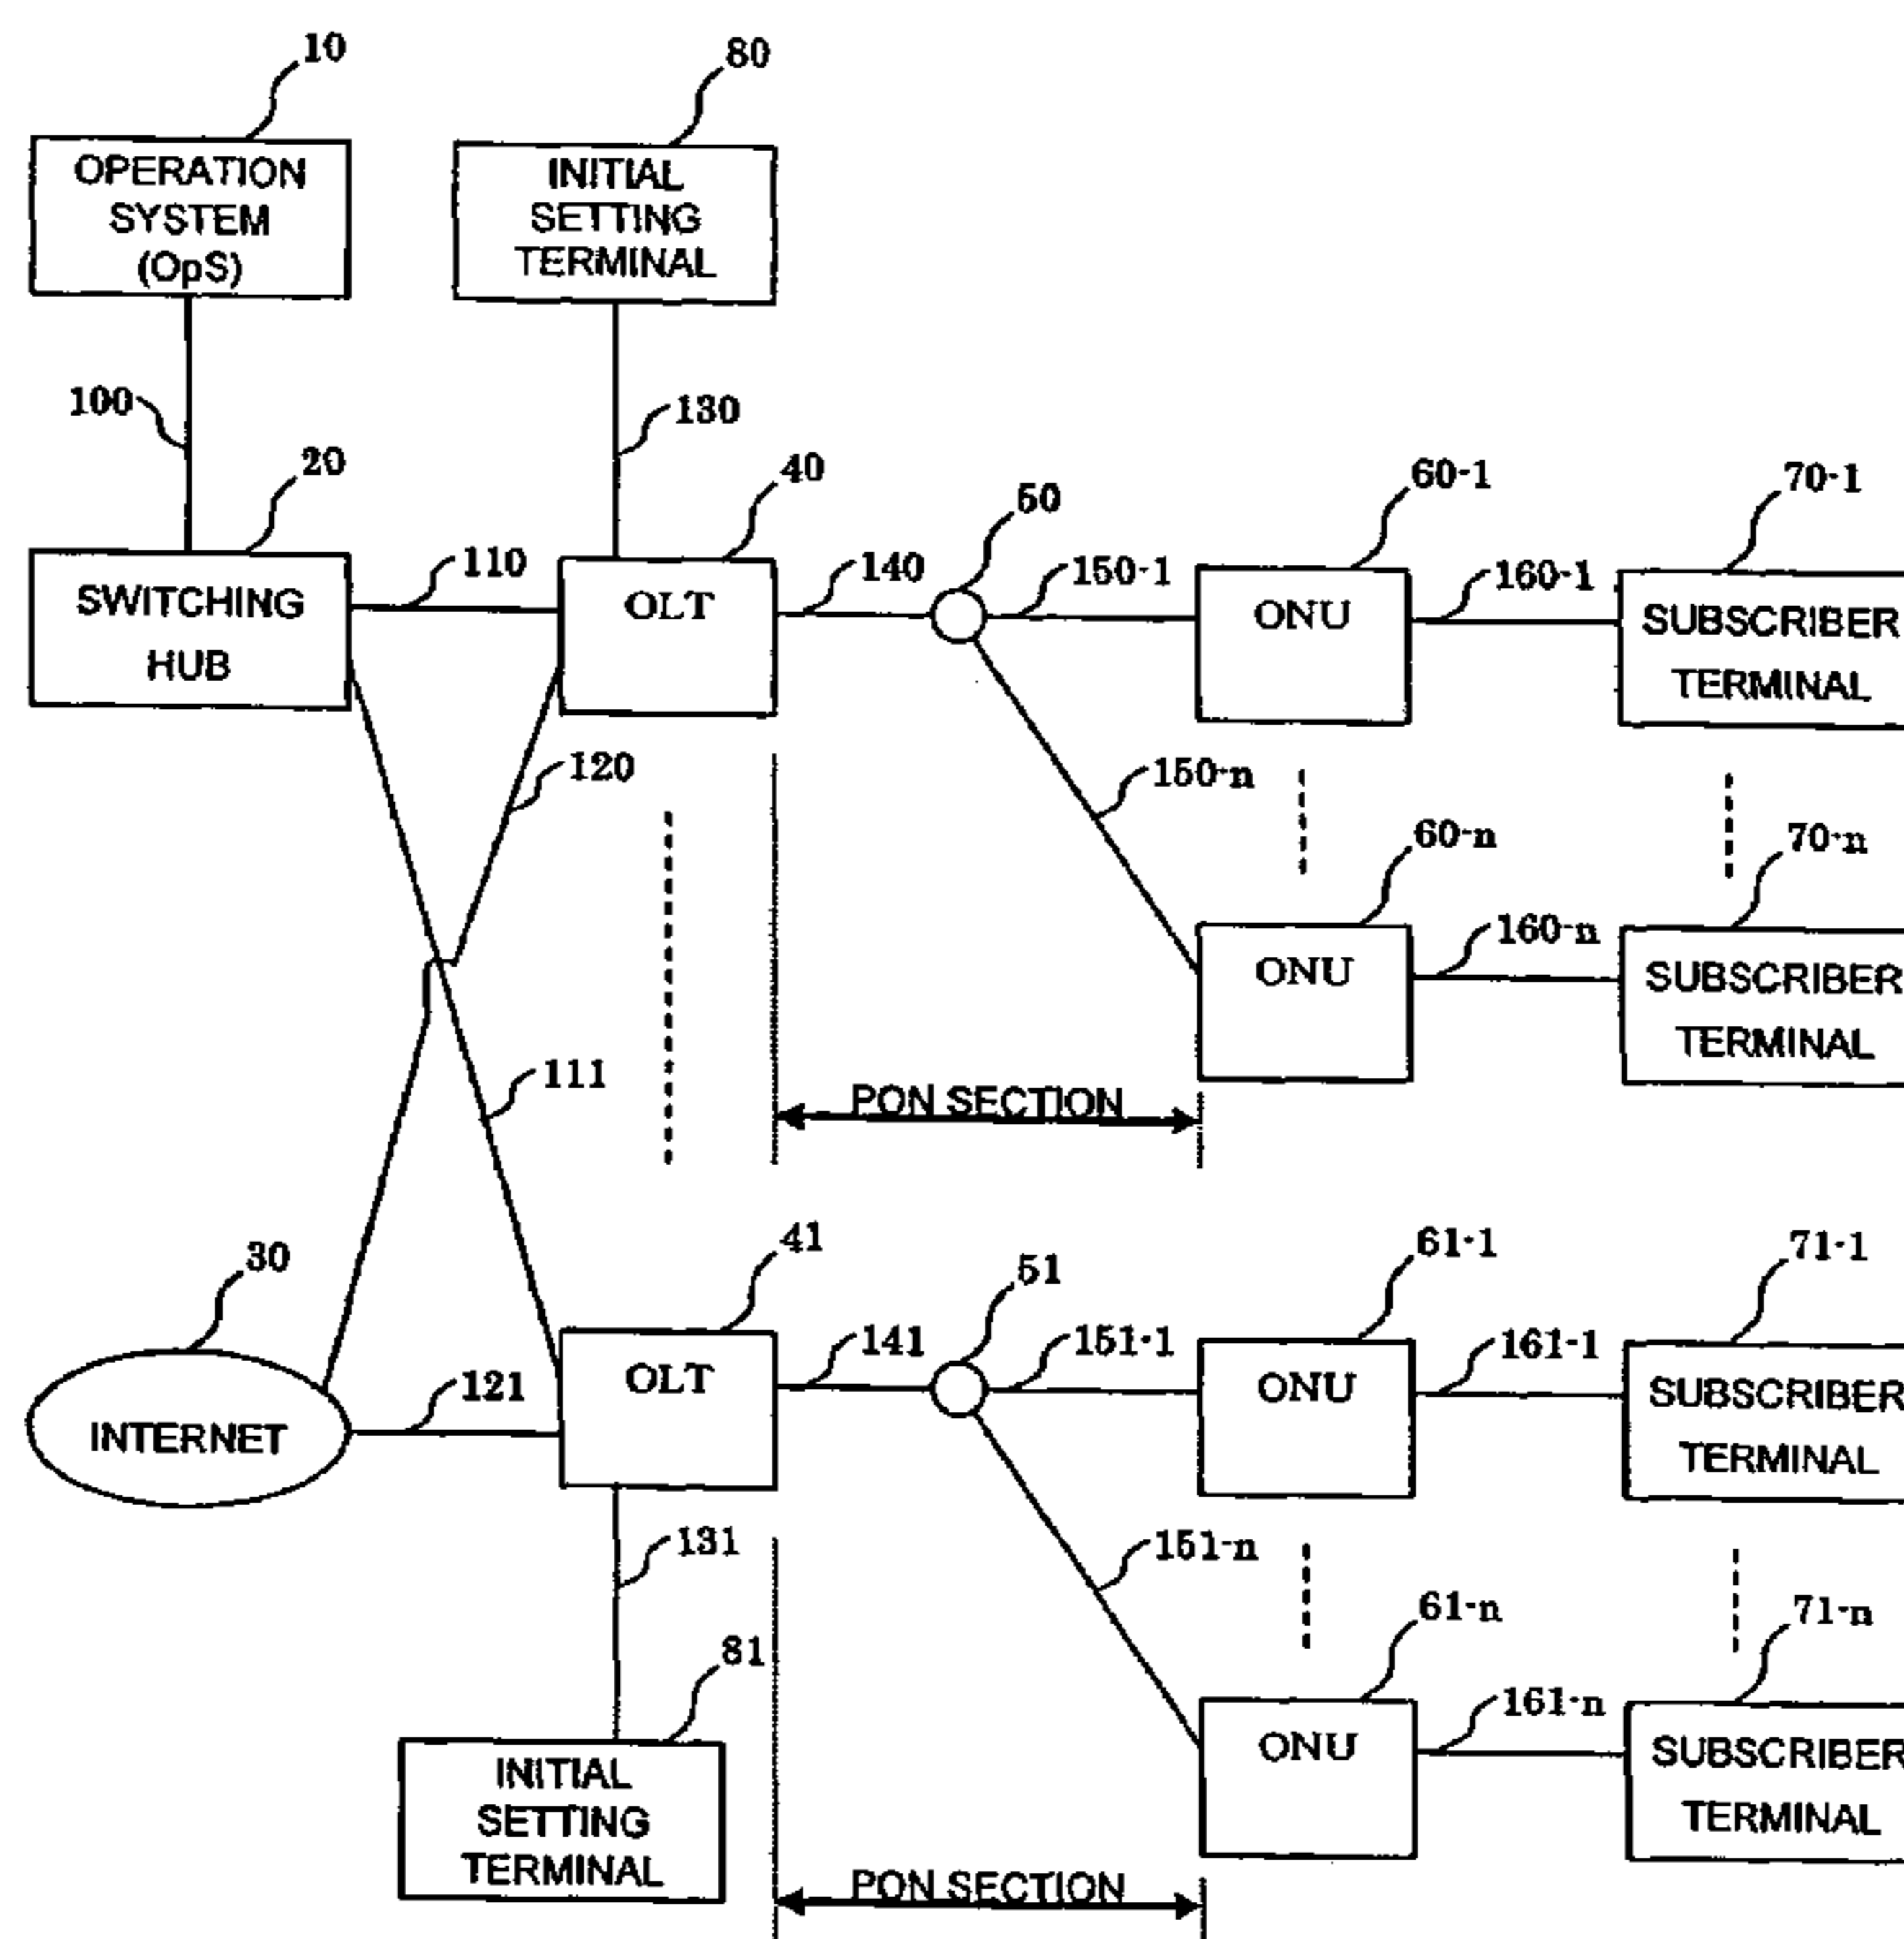 10
80
OPERATION
SYSTEM
(OpS)
INITIAL
SETTING
TERMINAL
100
130
20
40
50
60-1
70-1
SWITCHING
HUB
110
OLT
140
150-1
ONU
160-1
SUBSCRIBER
TERMINAL
120
150-n
60-n
70-n
ONU
160-n
SUBSCRIBER
TERMINAL
111
PON SECTION
30
41
51
61-1
71-1
INTERNET
121
OLT
141
151-1
ONU
161-1
SUBSCRIBER
TERMINAL
131
151-n
61-n
71-n
81
INITIAL
SETTING
TERMINAL
ONU
161-n
SUBSCRIBER
TERMINAL
PON SECTION